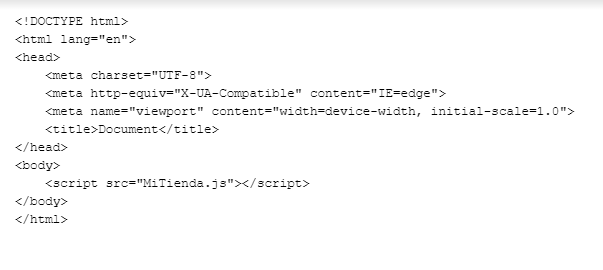 <!DOCTYPE html>
<html lang="en">
<head>
    <meta charset="UTF-8">
    <meta http-equiv="X-UA-Compatible" content="IE=edge">
    <meta name="viewport" content="width=device-width, initial-scale=1.0">
    <title>Document</title>
</head>
<body>
    <script src="MiTienda.js"></script>
</body>
</html>